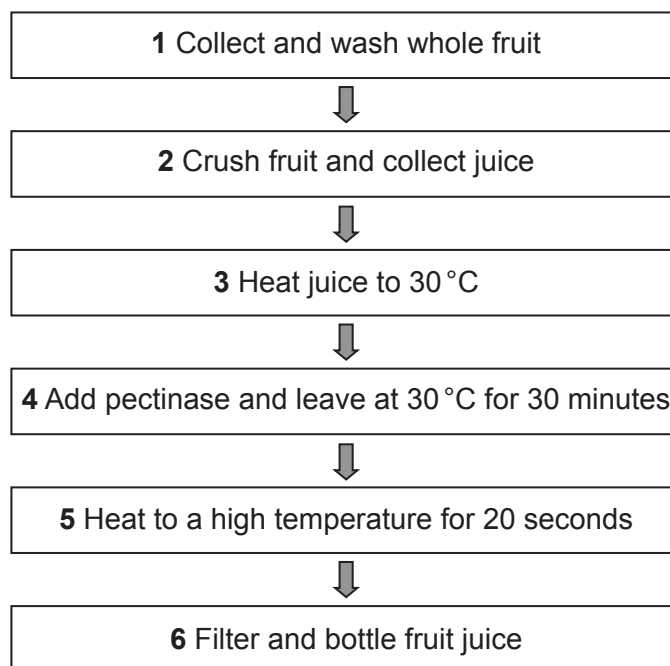 1 Collect and wash whole fruit
2 Crush fruit and collect juice
3 Heat juice to 30 °C
4 Add pectinase and leave at 30 °C for 30 minutes
5 Heat to a high temperature for 20 seconds
6 Filter and bottle fruit juice